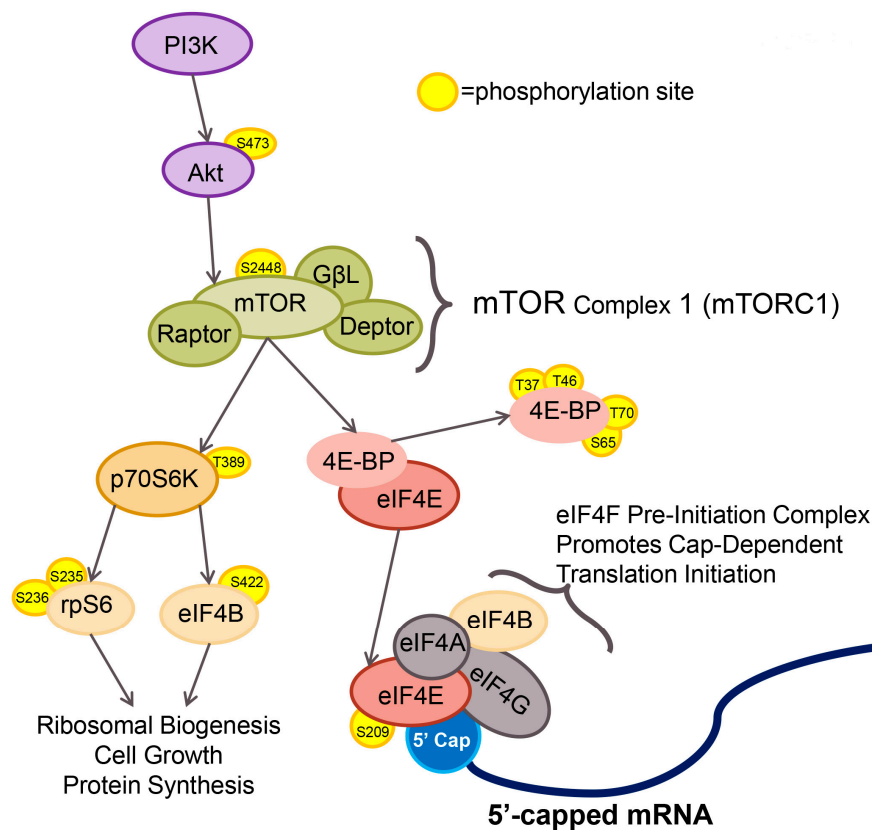 PI3K
=phosphorylation site
S473
Akt
S2448
GβL
mTOR
Raptor
Deptor
mTOR Complex 1 (mTORC1)
T37
T46
4E-BP
T70
S65
4E-BP
eIF4E
p70S6K
T389
eIF4F Pre-Initiation Complex
Promotes Cap-Dependent
Translation Initiation
S235
S236
rpS6
S422
eIF4B
eIF4B
eIF4A
eIF4G
eIF4E
S209
5' Cap
Ribosomal Biogenesis
Cell Growth
Protein Synthesis
5'-capped mRNA